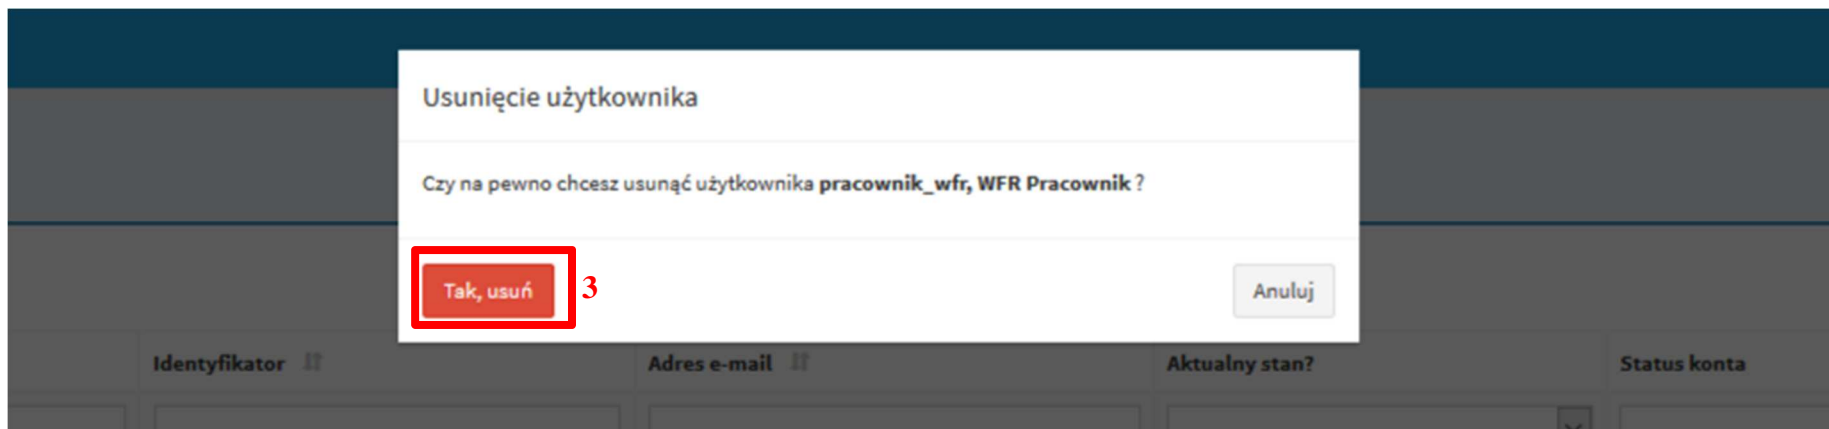 Usunięcie użytkownika
Czy na pewno chcesz usunąć użytkownika pracownik_wfr, WFR Pracownik ?
Tak, usuń 3 Anuluj
Identyfikator Adres e-mail Aktualny stan? Status konta